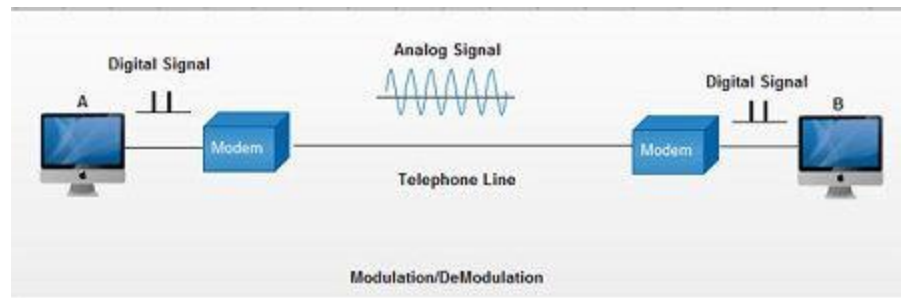 Analog Signal
Digital Signal
Digital Signal
A
B
Modem
Modem
Telephone Line
Modulation/DeModulation